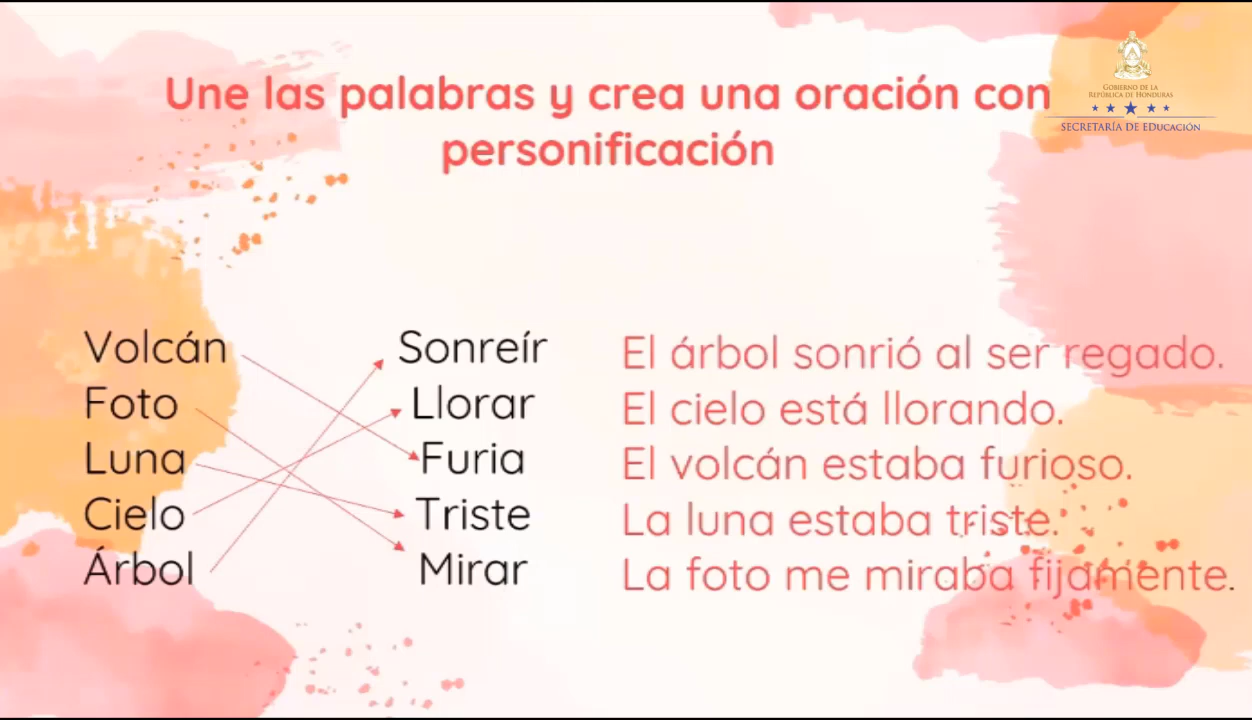 Une las palabras y crea una oración con
personificación
GOBIERNO DE LA
REPÚBLICA DE HONDURAS
SECRETARÍA DE EDUCACIÓN
Volcán
Foto
Luna
Cielo
Árbol
Sonreír
Llorar
Furia
Triste
Mirar
El árbol sonrió al ser regado.
El cielo está llorando.
El volcán estaba furioso.
La luna estaba triste.
La foto me miraba fijamente.